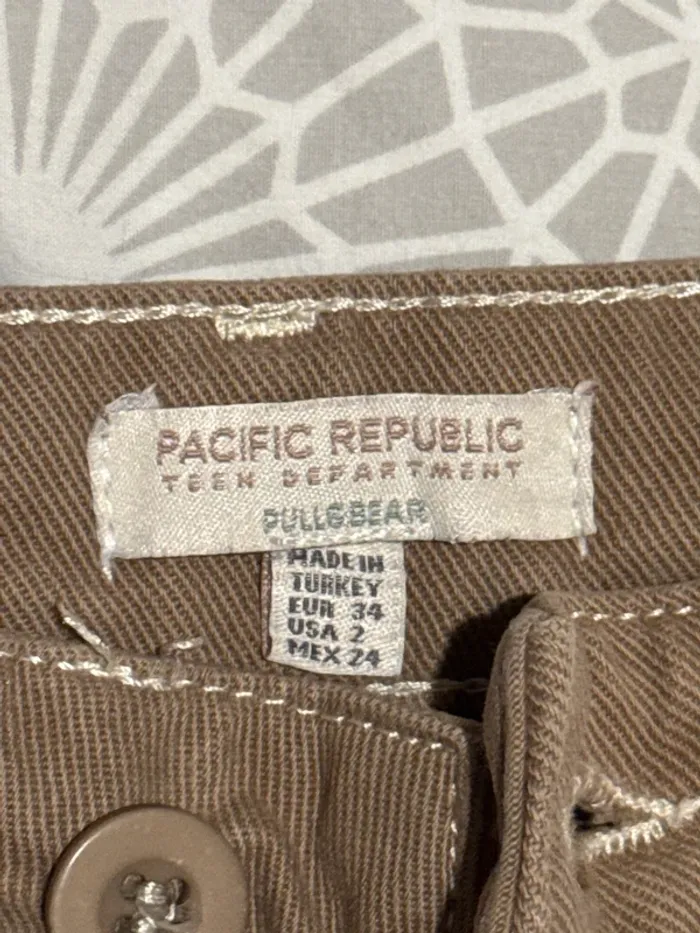 PACIFIC REPUBLIC
TEEN DEPARTMENT
PULL&BEAR
MADE IN
TURKEY
EUR 34
USA 2
MEX 24